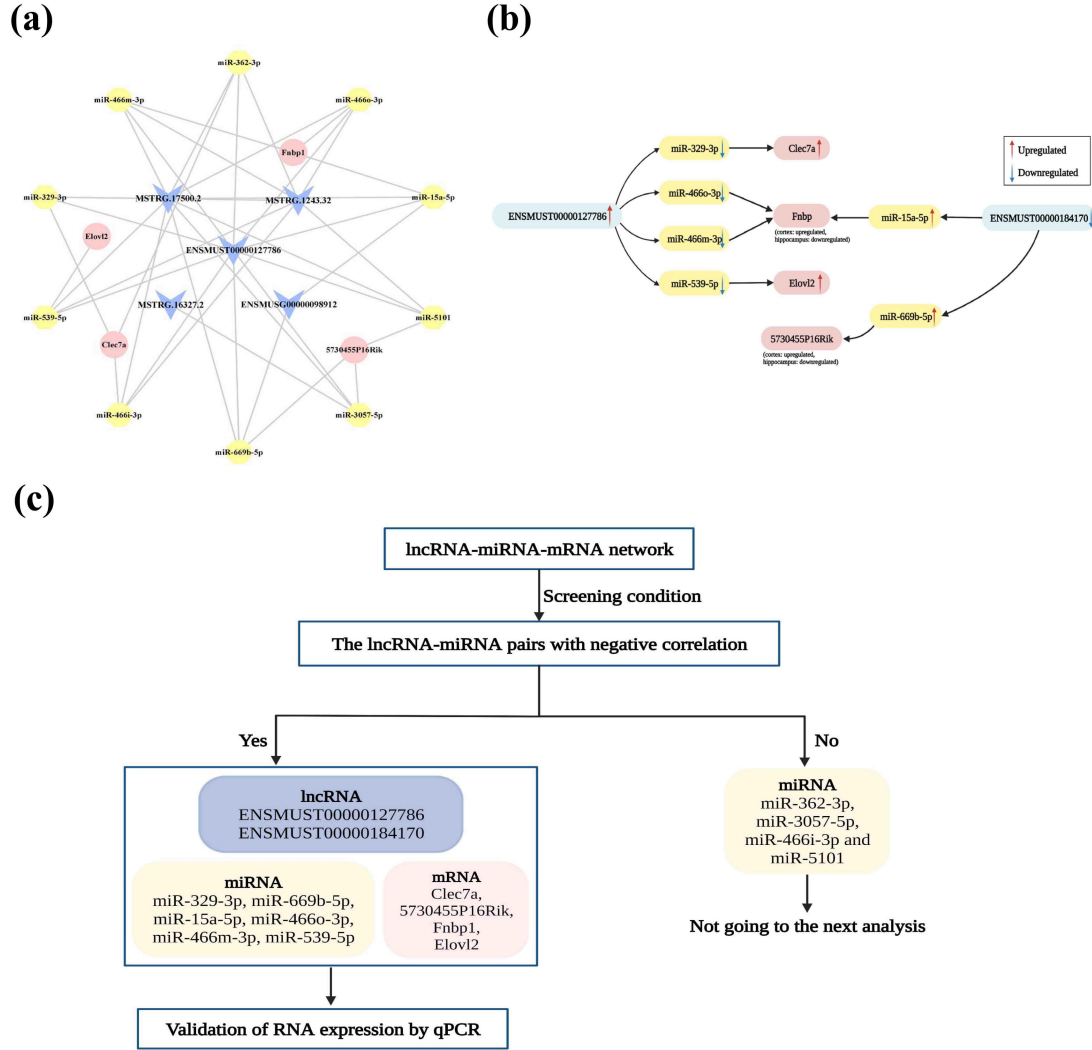 (a)
miR-362-3p
miR-466m-3p
miR-466o-3p
Fnbp1
miR-329-3p
MSTRG.17500.2
MSTRG.1243.32
miR-15a-5p
Elovl2
ENSMUST00000127786
MSTRG.16327.2
ENSMUSG00000098912
miR-539-5p
miR-5101
Clec7a
5730455P16Rik
miR-466i-3p
miR-3057-5p
miR-669b-5p
(b)
Upregulated
Downregulated
miR-329-3p
Clec7a
miR-466o-3p
ENSMUST00000127786
Fnbp
miR-15a-5p
ENSMUST00000184170
(cortex: upregulated,
hippocampus: downregulated)
miR-466m-3p
miR-539-5p
Elovl2
miR-669b-5p
5730455P16Rik
(cortex: upregulated,
hippocampus: downregulated)
(c)
lncRNA-miRNA-mRNA network
Screening condition
The lncRNA-miRNA pairs with negative correlation
Yes
No
lncRNA
ENSMUST00000127786
ENSMUST00000184170
miRNA
miR-329-3p, miR-669b-5p,
miR-15a-5p, miR-466o-3p,
miR-466m-3p, miR-539-5p
mRNA
Clec7a,
5730455P16Rik,
Fnbp1,
Elovl2
miRNA
miR-362-3p,
miR-3057-5p,
miR-466i-3p and
miR-5101
Not going to the next analysis
Validation of RNA expression by qPCR